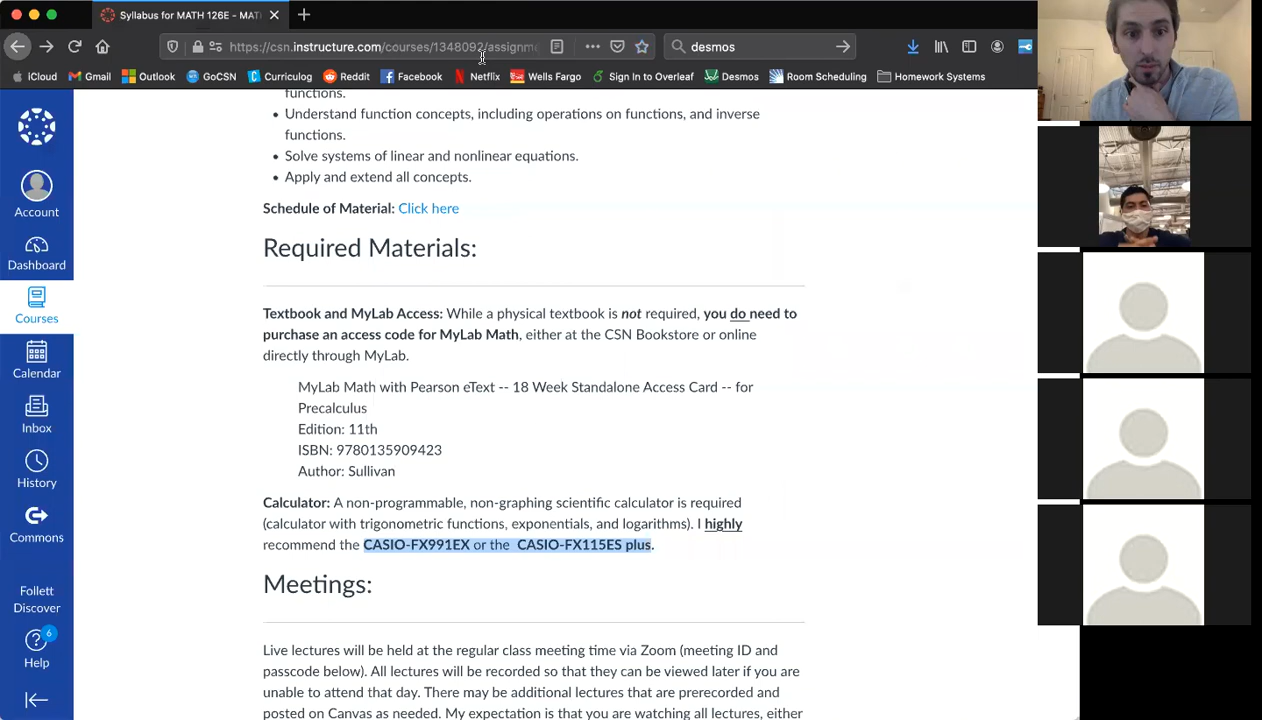 Syllabus for MATH 126E - MAT
https://csn.instructure.com/courses/1348092/assignme
desmos
iCloud
Gmail
Outlook
GoCSN
Curriculog
Reddit
Facebook
Netflix
Wells Fargo
Sign In to Overleaf
Desmos
Room Scheduling
Homework Systems
Account
Dashboard
Courses
Calendar
Inbox
History
Commons
Follett
Discover
6
Help
functions.
• Understand function concepts, including operations on functions, and inverse
functions.
• Solve systems of linear and nonlinear equations.
• Apply and extend all concepts.
Schedule of Material: Click here
Required Materials:
Textbook and MyLab Access: While a physical textbook is not required, you do need to
purchase an access code for MyLab Math, either at the CSN Bookstore or online
directly through MyLab.
MyLab Math with Pearson eText -- 18 Week Standalone Access Card -- for
Precalculus
Edition: 11th
ISBN: 9780135909423
Author: Sullivan
Calculator: A non-programmable, non-graphing scientific calculator is required
(calculator with trigonometric functions, exponentials, and logarithms). I highly
recommend the CASIO-FX991EX or the CASIO-FX115ES plus.
Meetings:
Live lectures will be held at the regular class meeting time via Zoom (meeting ID and
passcode below). All lectures will be recorded so that they can be viewed later if you are
unable to attend that day. There may be additional lectures that are prerecorded and
posted on Canvas as needed. My expectation is that you are watching all lectures, either